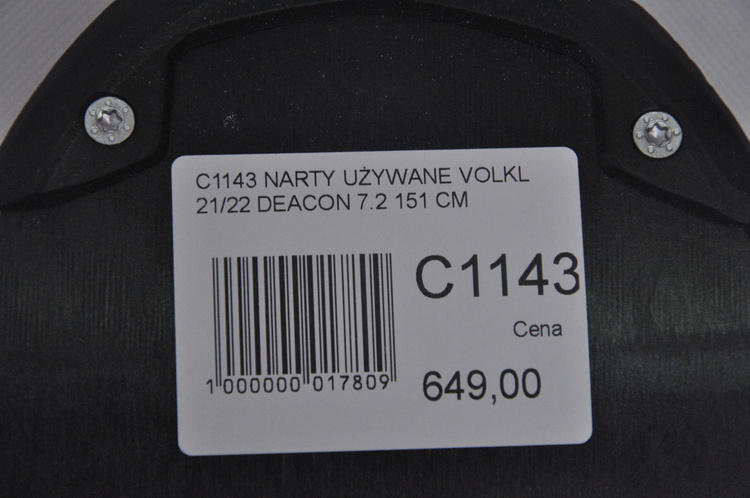 C1143 NARTY UŻYWANE VOLKL
21/22 DEACON 7.2 151 CM
C1143
Cena
649,00
1 000000 017809